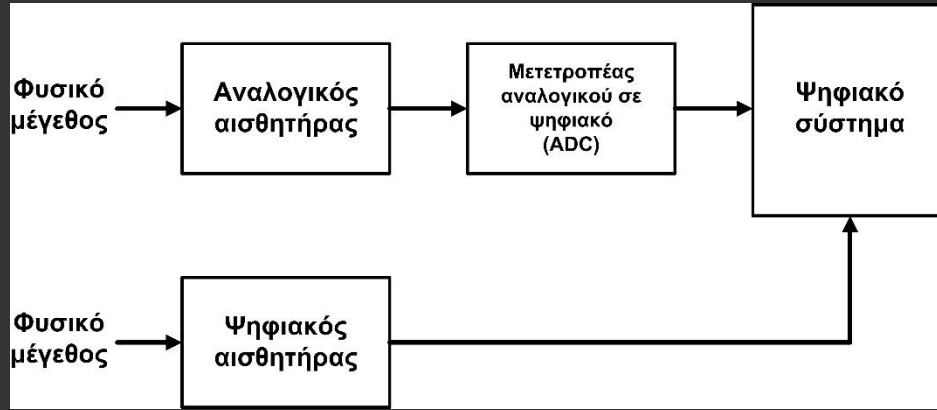 Φυσικό
μέγεθος
Αναλογικός
αισθητήρας
Μετετροπέας
αναλογικού σε
ψηφιακό
(ADC)
Ψηφιακό
σύστημα
Φυσικό
μέγεθος
Ψηφιακός
αισθητήρας